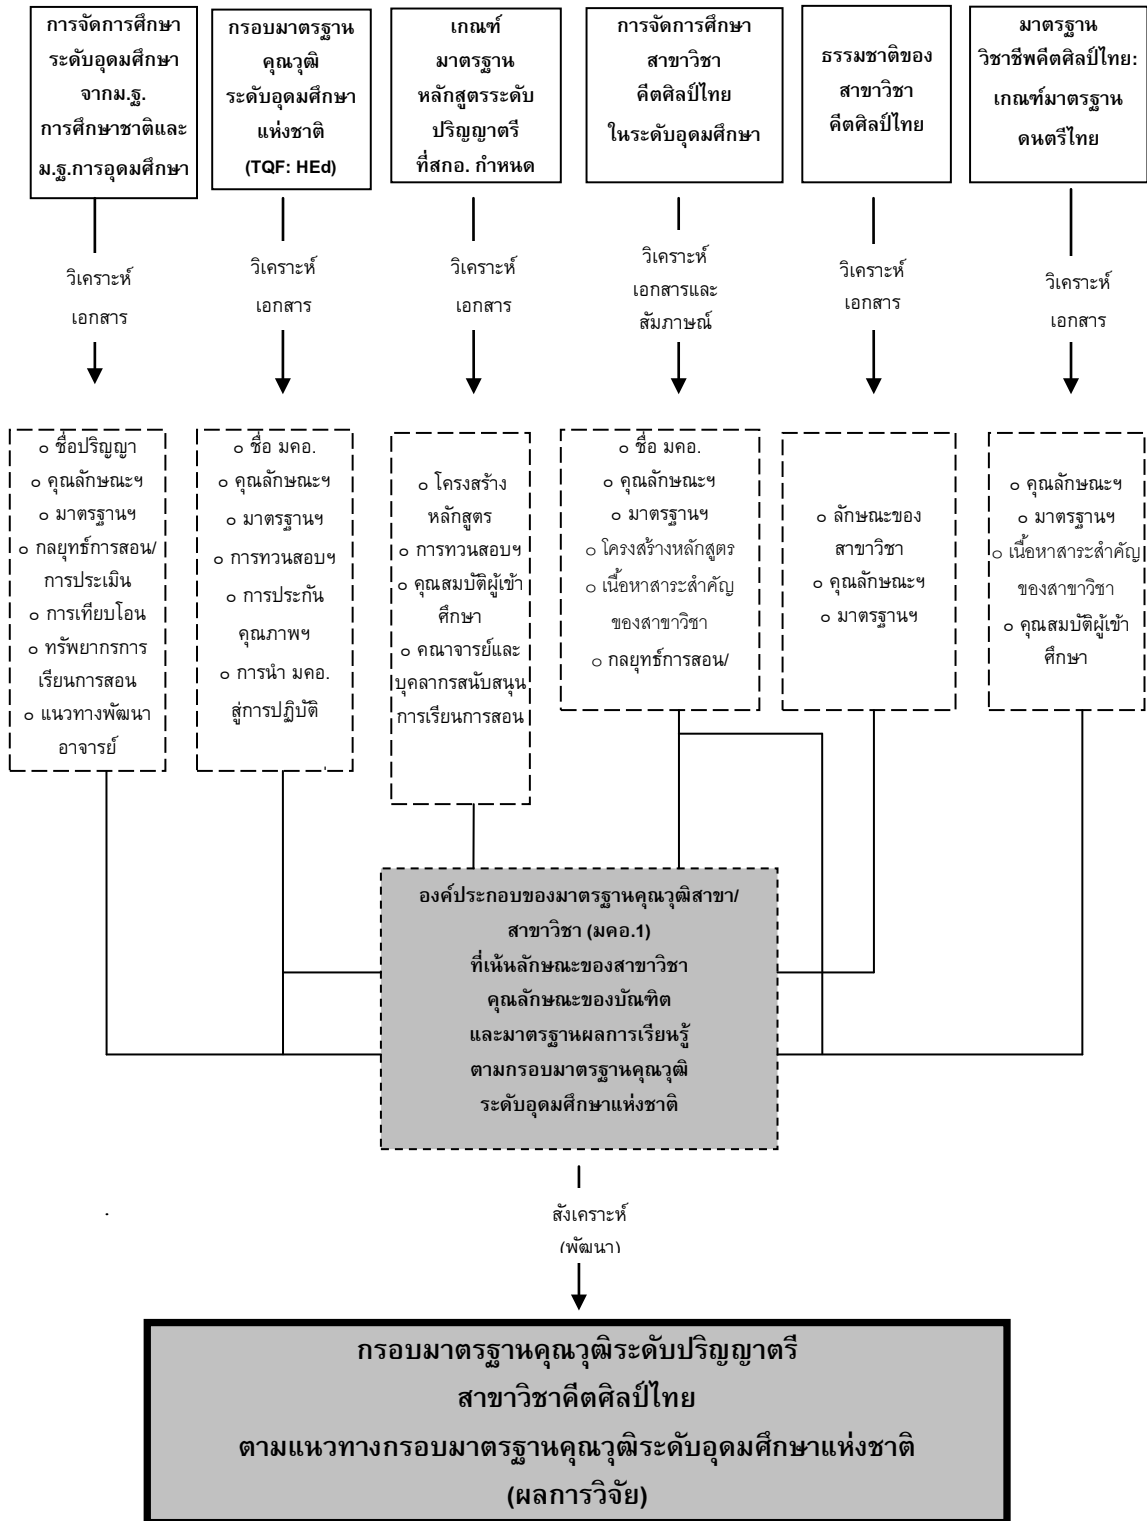 การจัดการศึกษา
ระดับอุดมศึกษา
จากม.ฐ.
การศึกษาชาติและ
ม.ฐ.การอุดมศึกษา
กรอบมาตรฐาน
คุณวุฒิ
ระดับอุดมศึกษา
แห่งชาติ
(TQF: HEd)
เกณฑ์
มาตรฐาน
หลักสูตรระดับ
ปริญญาตรี
ที่สกอ. กำหนด
การจัดการศึกษา
สาขาวิชา
คีตศิลป์ไทย
ในระดับอุดมศึกษา
ธรรมชาติของ
สาขาวิชา
คีตศิลป์ไทย
มาตรฐาน
วิชาชีพคีตศิลป์ไทย:
เกณฑ์มาตรฐาน
ดนตรีไทย
วิเคราะห์
เอกสาร
วิเคราะห์
เอกสาร
วิเคราะห์
เอกสาร
วิเคราะห์
เอกสารและ
สัมภาษณ์
วิเคราะห์
เอกสาร
วิเคราะห์
เอกสาร
o ชื่อปริญญา
o คุณลักษณะฯ
o มาตรฐานฯ
o กลยุทธ์การสอน/
การประเมิน
o การเทียบโอน
o ทรัพยากรการ
เรียนการสอน
o แนวทางพัฒนา
อาจารย์
o ชื่อ มคอ.
o คุณลักษณะฯ
o มาตรฐานฯ
o การทวนสอบฯ
o การประกัน
คุณภาพฯ
o การนำ มคอ.
สู่การปฏิบัติ
o โครงสร้าง
หลักสูตร
o การทวนสอบฯ
o คุณสมบัติผู้เข้า
ศึกษา
o คณาจารย์และ
บุคลากรสนับสนุน
การเรียนการสอน
o ชื่อ มคอ.
o คุณลักษณะฯ
o มาตรฐานฯ
o โครงสร้างหลักสูตร
o เนื้อหาสาระสำคัญ
ของสาขาวิชา
o กลยุทธ์การสอน/
o ลักษณะของ
สาขาวิชา
o คุณลักษณะฯ
o มาตรฐานฯ
o คุณลักษณะฯ
o มาตรฐานฯ
o เนื้อหาสาระสำคัญ
ของสาขาวิชา
o คุณสมบัติผู้เข้า
ศึกษา
องค์ประกอบของมาตรฐานคุณวุฒิสาขา/
สาขาวิชา (มคอ.1)
ที่เน้นลักษณะของสาขาวิชา
คุณลักษณะของบัณฑิต
และมาตรฐานผลการเรียนรู้
ตามกรอบมาตรฐานคุณวุฒิ
ระดับอุดมศึกษาแห่งชาติ
สังเคราะห์
(พัฒนา)
กรอบมาตรฐานคุณวุฒิระดับปริญญาตรี
สาขาวิชาคีตศิลป์ไทย
ตามแนวทางกรอบมาตรฐานคุณวุฒิระดับอุดมศึกษาแห่งชาติ
(ผลการวิจัย)